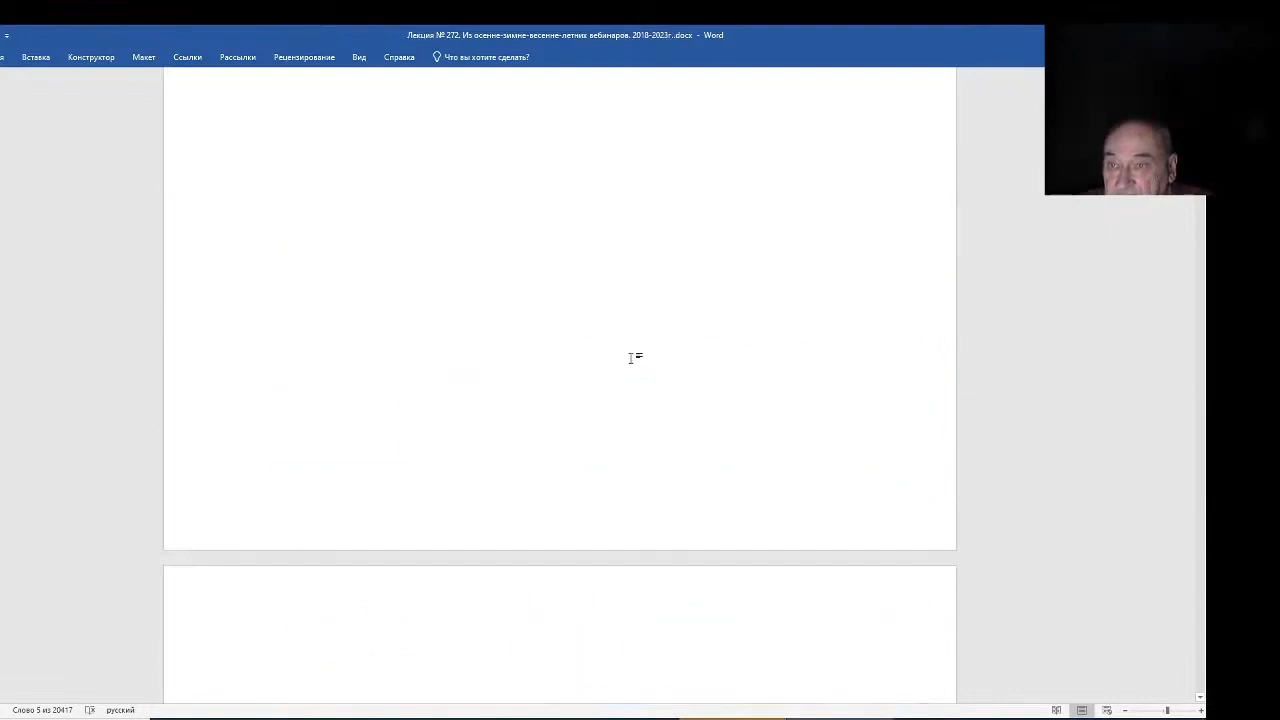 Лекция № 272. Из осенне-зимне-весенне-летних вебинаров. 2018-2023г..docx - Word
я Вставка Конструктор Макет Ссылки Рассылки Рецензирование Вид Справка Что вы хотите сделать?
Слово 5 из 20417 русский